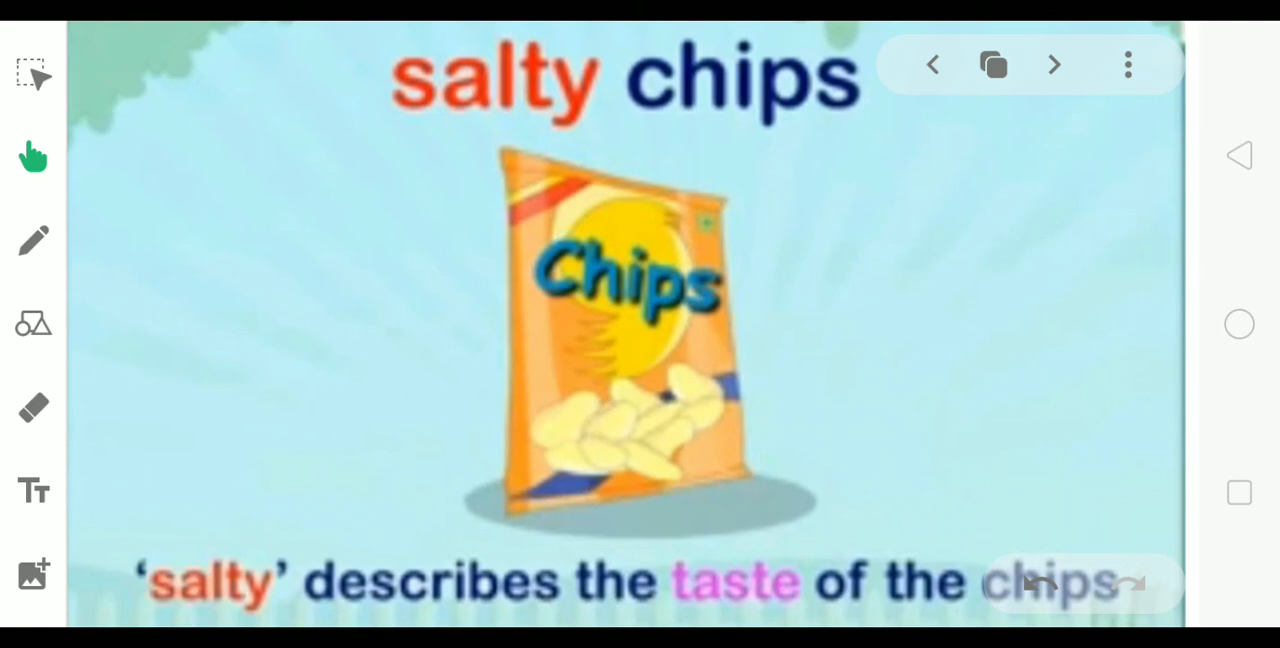 salty chips
Chips
‘salty’ describes the taste of the chips